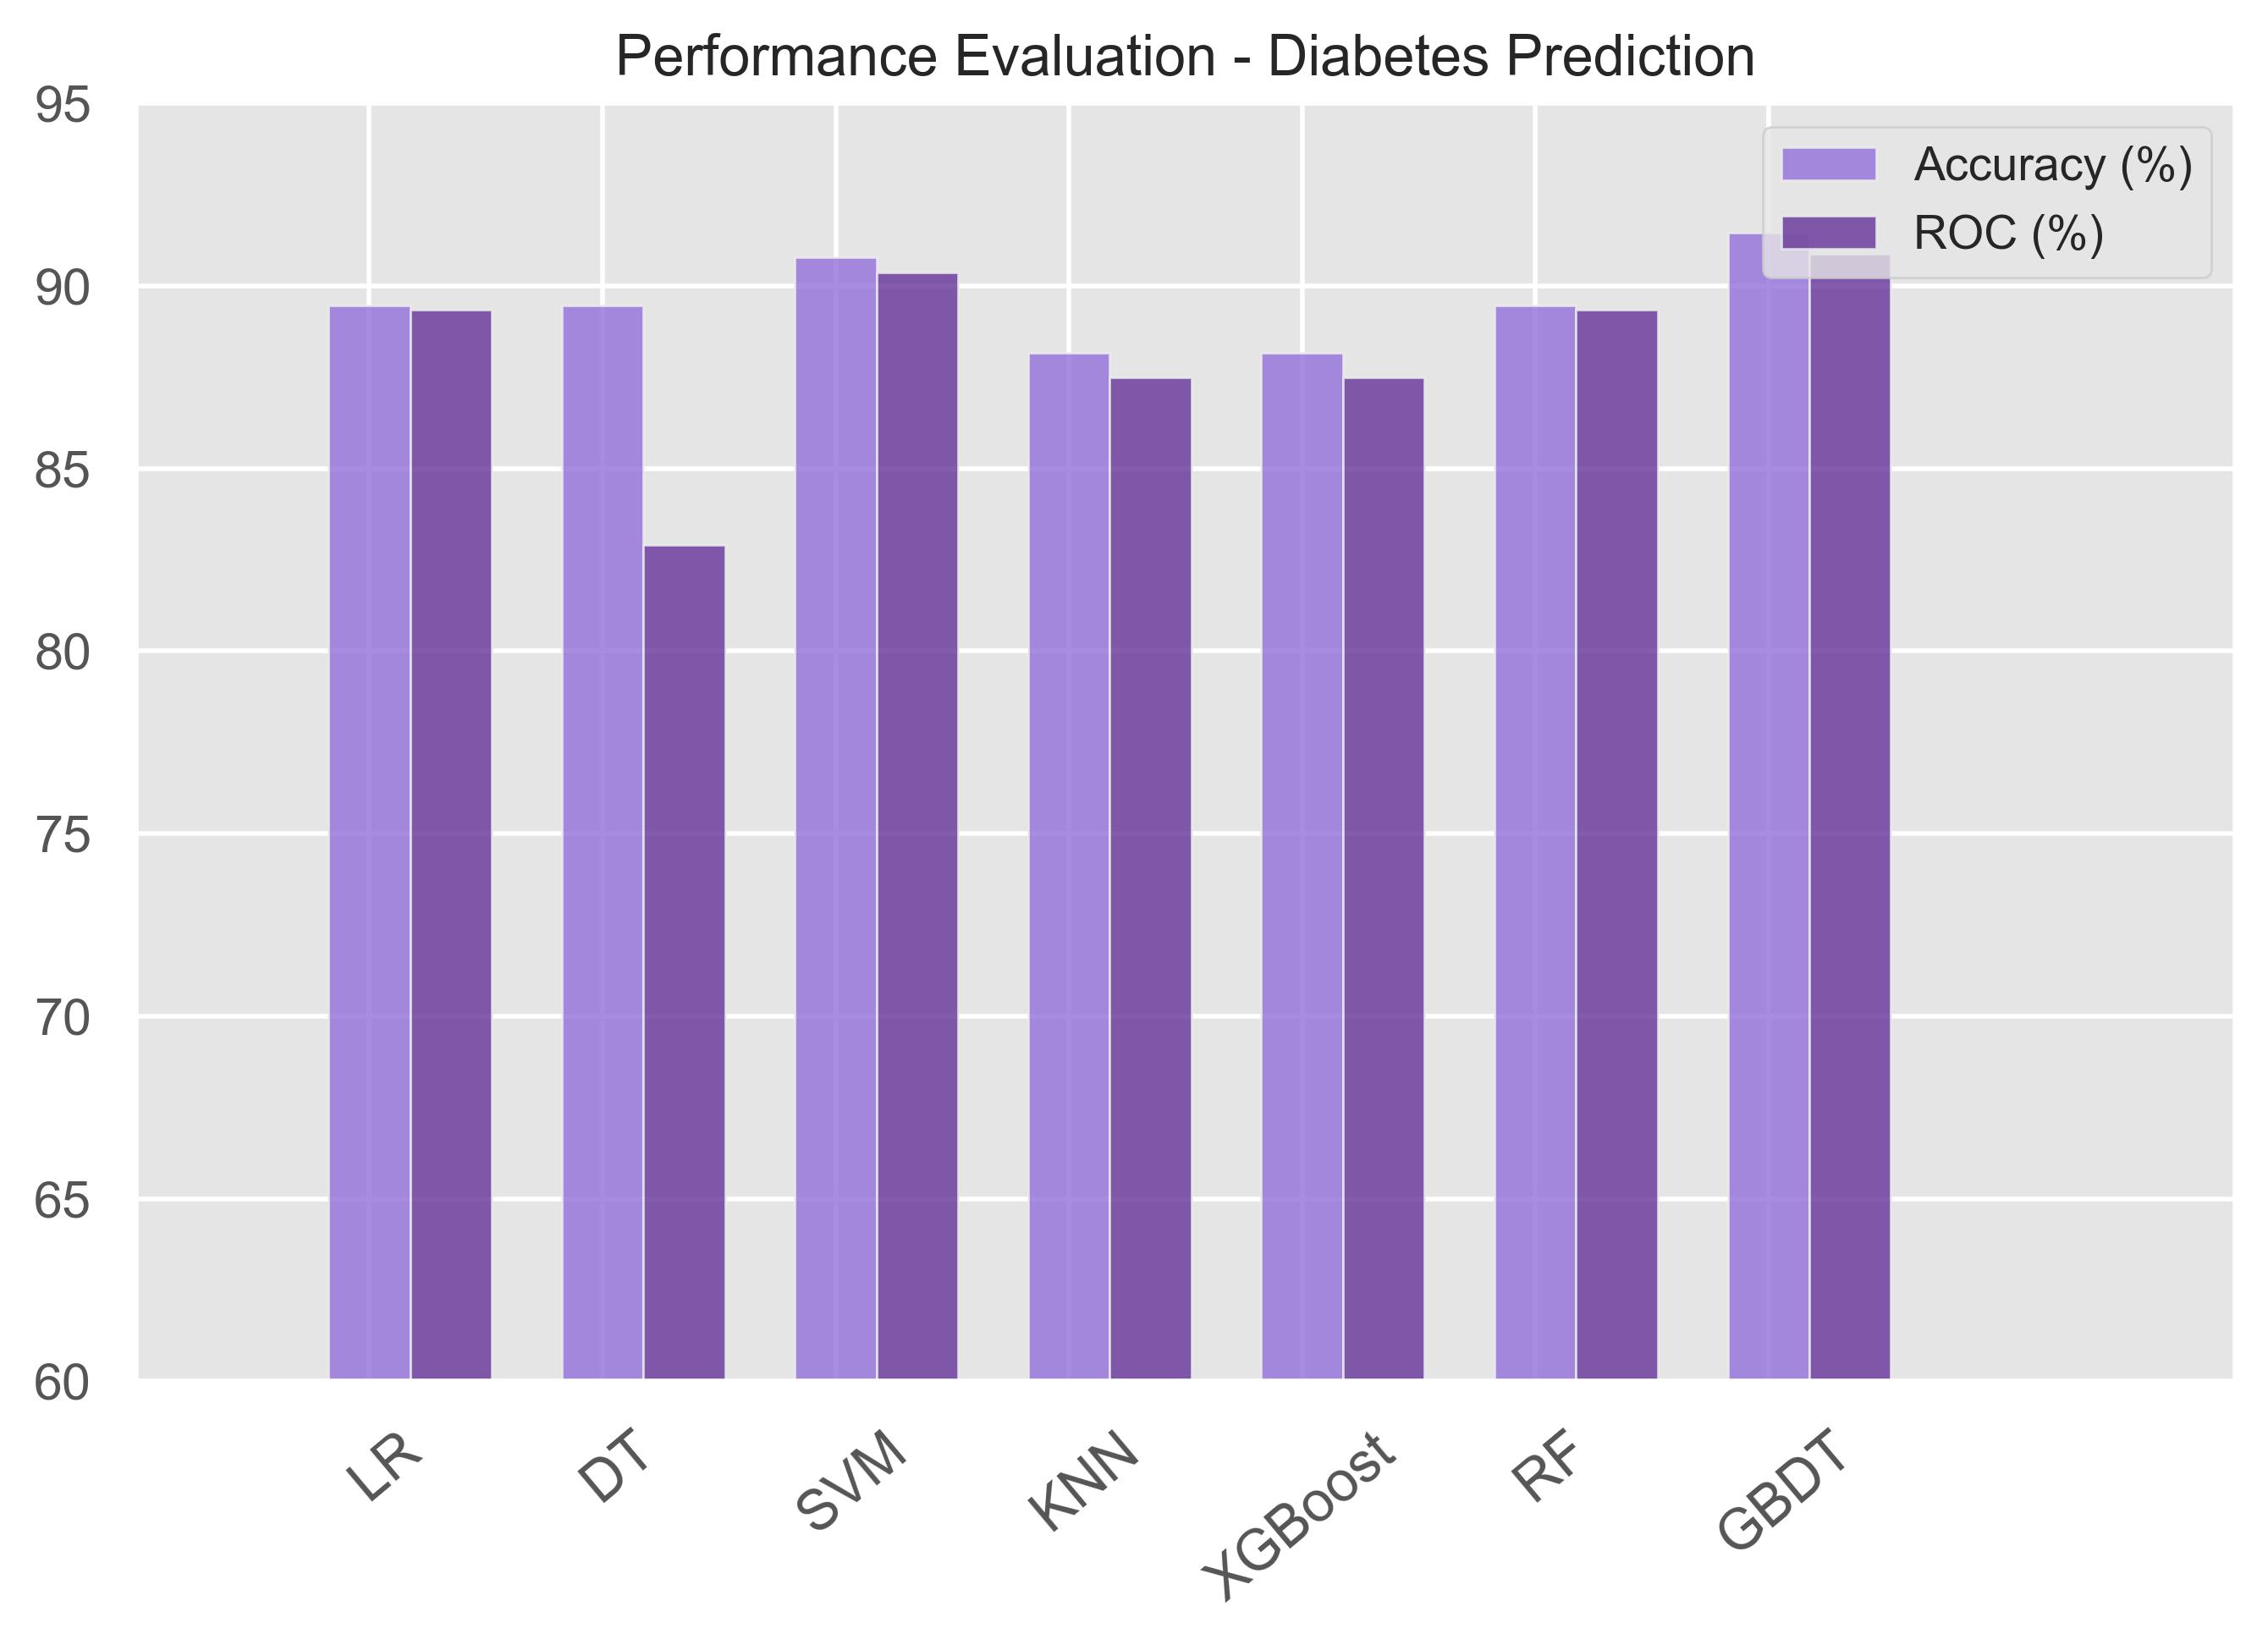 Performance Evaluation - Diabetes Prediction
95
90
85
80
75
70
65
60
Accuracy (%)
ROC (%)
LR
DT
SVM
KNN
XGBoost
RF
GBDT